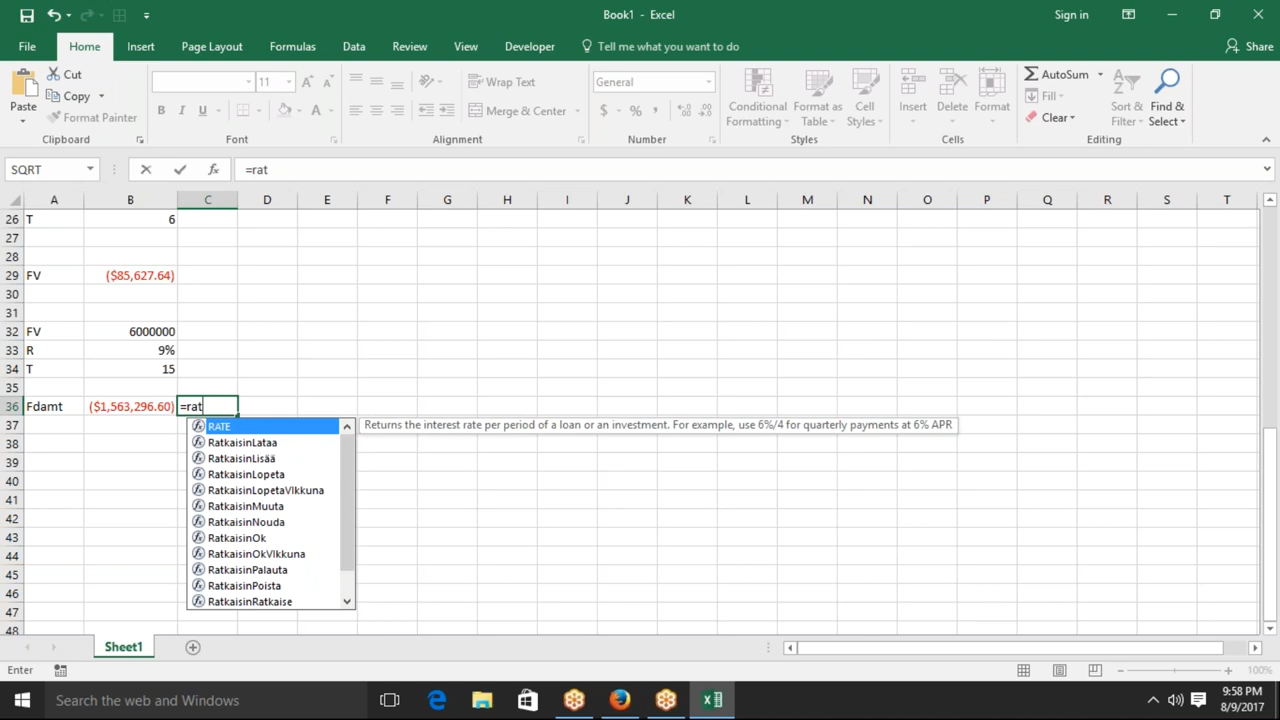 Book1 - Excel
Sign in
File Home Insert Page Layout Formulas Data Review View Developer Tell me what you want to do Share
Paste
Cut
Copy
Format Painter
Clipboard
11
B I U A
Font
Wrap Text
Merge & Center
Alignment
General
$ % ,
Number
Conditional Formatting
Format as Table
Cell Styles
Styles
Insert
Delete
Format
Cells
AutoSum
Fill
Clear
Sort & Filter
Find & Select
Editing
SQRT
=rat
A B C D E F G H I J K L M N O P Q R S T
26 T 6
27
28
29 FV ($85,627.64)
30
31
32 FV 6000000
33 R 9%
34 T 15
35
36 Fdamt ($1,563,296.60) =rat
37
38
39
40
41
42
43
44
45
46
47
48
RATE
Returns the interest rate per period of a loan or an investment. For example, use 6%/4 for quarterly payments at 6% APR
RatkaisinLataa
RatkaisinLisää
RatkaisinLopeta
RatkaisinLopetaVIkkuna
RatkaisinMuuta
RatkaisinNouda
RatkaisinOk
RatkaisinOkVIkkuna
RatkaisinPalauta
RatkaisinPoista
RatkaisinRatkaise
Sheet1
Enter
100%
Search the web and Windows
9:58 PM
8/9/2017